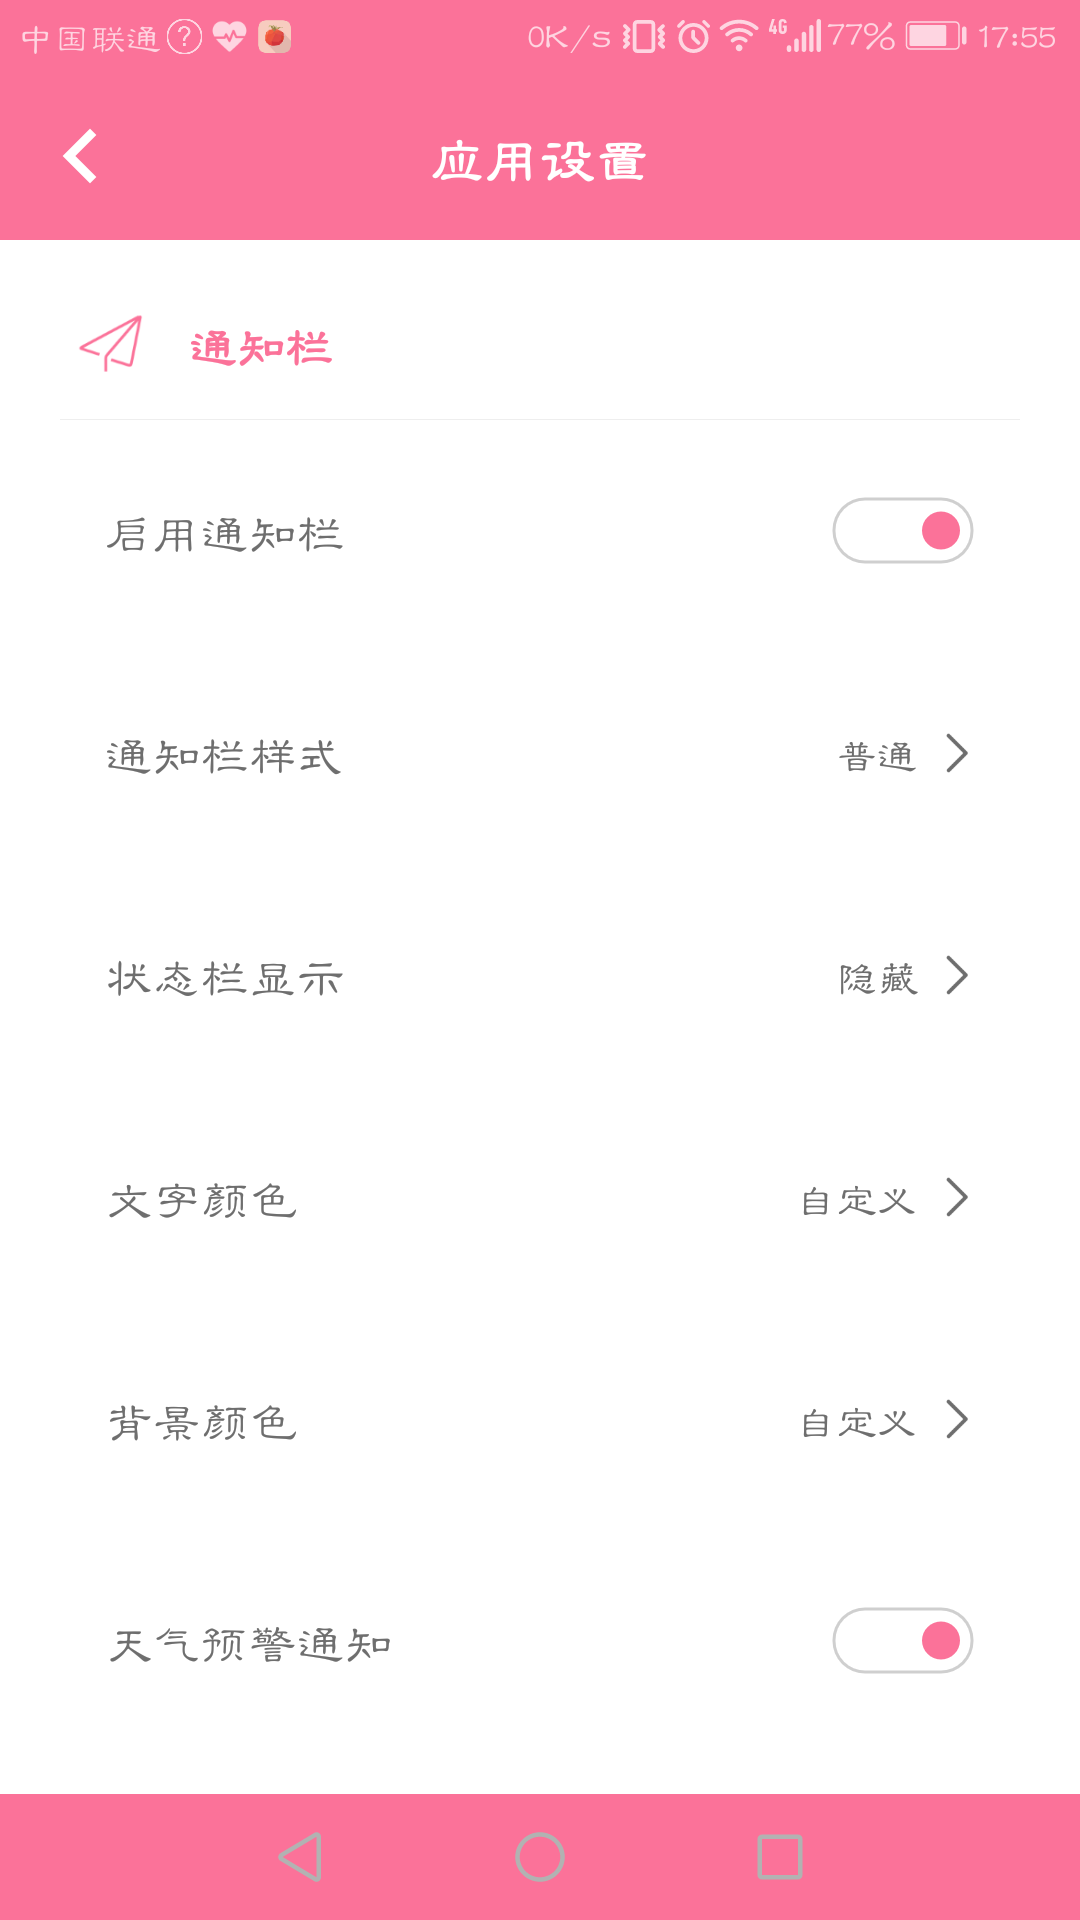 中国联通 0K/s 4G 77% 17:55
应用设置
通知栏
启用通知栏
通知栏样式 普通
状态栏显示 隐藏
文字颜色 自定义
背景颜色 自定义
天气预警通知